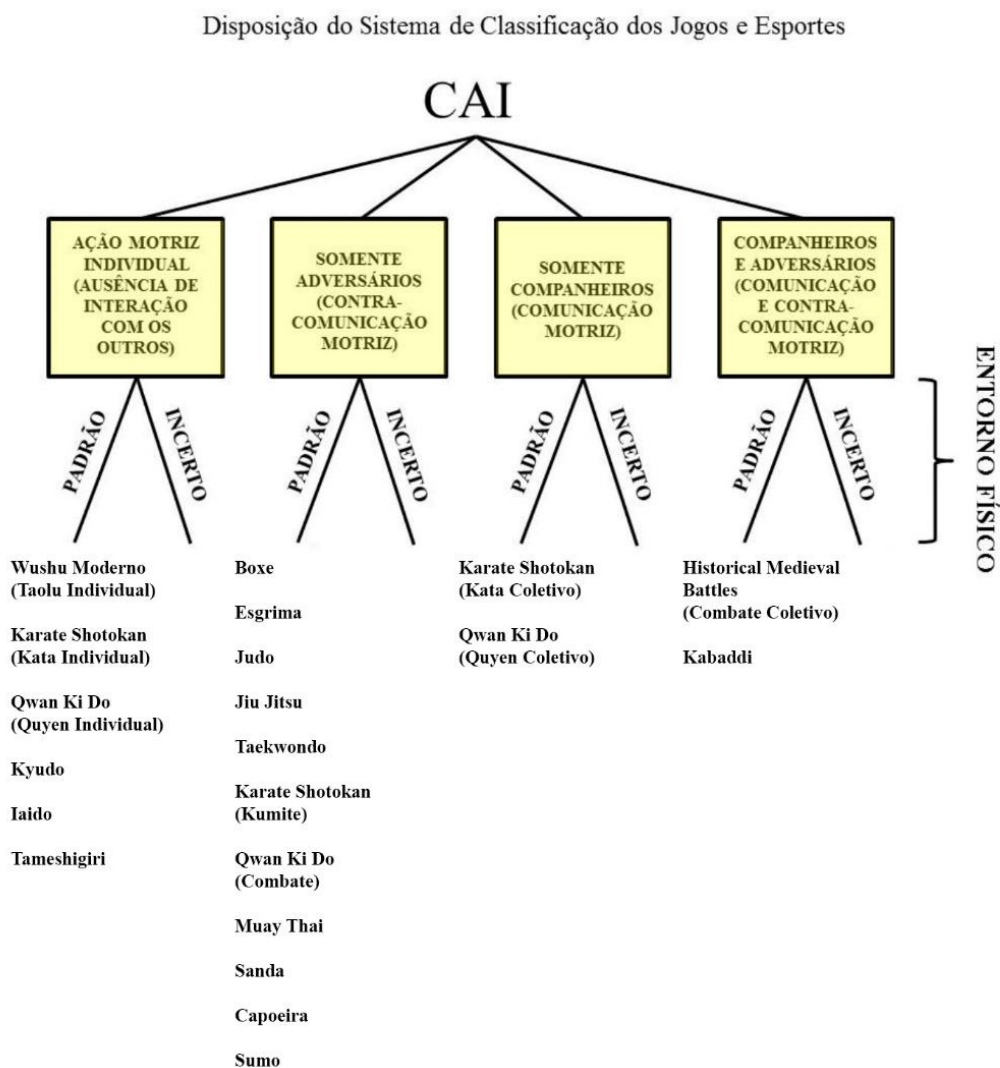 Disposição do Sistema de Classificação dos Jogos e Esportes
CAI
AÇÃO MOTRIZ
INDIVIDUAL
(AUSÊNCIA DE
INTERAÇÃO
COM OS
OUTROS)
SOMENTE
ADVERSÁRIOS
(CONTRA-
COMUNICAÇÃO
MOTRIZ)
SOMENTE
COMPANHEIROS
(COMUNICAÇÃO
MOTRIZ)
COMPANHEIROS
E ADVERSÁRIOS
(COMUNICAÇÃO
E CONTRA-
COMUNICAÇÃO
MOTRIZ)
PADRÃO
INCERTO
PADRÃO
INCERTO
PADRÃO
INCERTO
PADRÃO
INCERTO
ENTORNO FÍSICO
Wushu Moderno
(Taolu Individual)
Karate Shotokan
(Kata Individual)
Qwan Ki Do
(Quyen Individual)
Kyudo
Iaido
Tameshigiri
Boxe
Esgrima
Judo
Jiu Jitsu
Taekwondo
Karate Shotokan
(Kumite)
Qwan Ki Do
(Combate)
Muay Thai
Sanda
Capoeira
Sumo
Karate Shotokan
(Kata Coletivo)
Qwan Ki Do
(Quyen Coletivo)
Historical Medieval
Battles
(Combate Coletivo)
Kabaddi